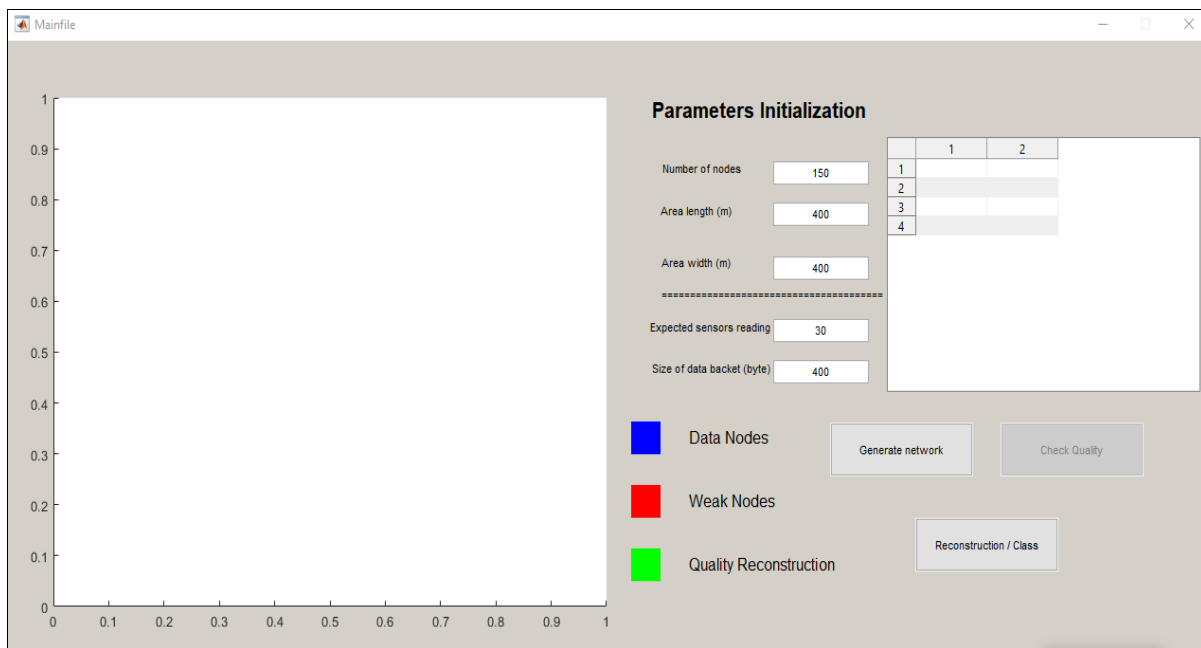 Mainfile
1
0.9
0.8
0.7
0.6
0.5
0.4
0.3
0.2
0.1
0
0 0.1 0.2 0.3 0.4 0.5 0.6 0.7 0.8 0.9 1
Parameters Initialization
Number of nodes 150
Area length (m) 400
Area width (m) 400
=======================================
Expected sensors reading 30
Size of data backet (byte) 400
1 2
1
2
3
4
Data Nodes
Weak Nodes
Quality Reconstruction
Generate network Check Quality
Reconstruction / Class